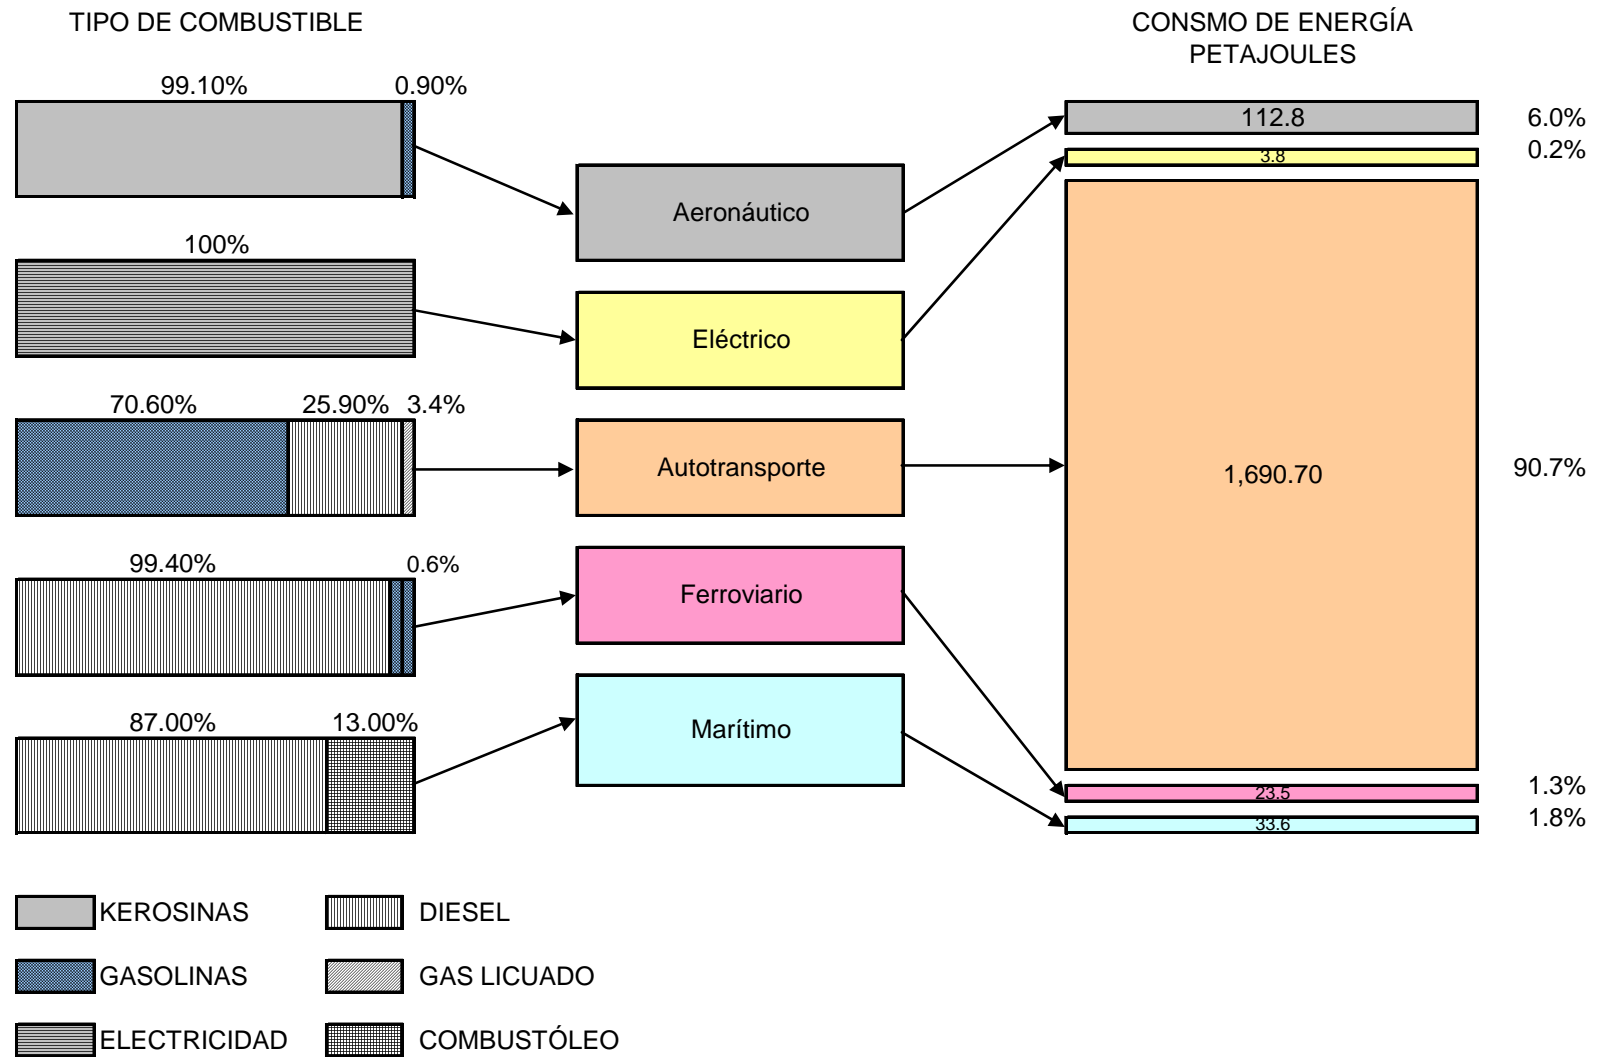 TIPO DE COMBUSTIBLE
CONSMO DE ENERGÍA
PETAJOULES
99.10% 0.90%
112.8 6.0%
3.8 0.2%
Aeronáutico
100%
Eléctrico
70.60% 25.90% 3.4%
Autotransporte
1,690.70 90.7%
99.40% 0.6%
Ferroviario
87.00% 13.00%
Marítimo
23.5 1.3%
33.6 1.8%
KEROSINAS DIESEL
GASOLINAS GAS LICUADO
ELECTRICIDAD COMBUSTÓLEO